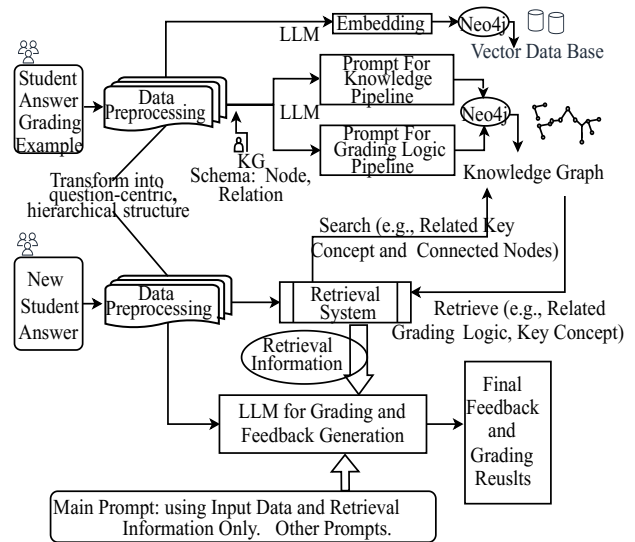 Embedding
Neo4j
LLM
Vector Data Base
Student
Answer
Grading
Example
Data
Preprocessing
Prompt For
Knowledge
Pipeline
LLM
Neo4j
Prompt For
Grading Logic
Pipeline
KG
Schema: Node,
Relation
Knowledge Graph
Transform into
question-centric,
hierarchical structure
Search (e.g., Related Key
Concept and Connected Nodes)
New
Student
Answer
Data
Preprocessing
Retrieval
System
Retrieve (e.g., Related
Grading Logic, Key Concept)
Retrieval
Information
LLM for Grading and
Feedback Generation
Final
Feedback
and
Grading
Reuslts
Main Prompt: using Input Data and Retrieval
Information Only. Other Prompts.